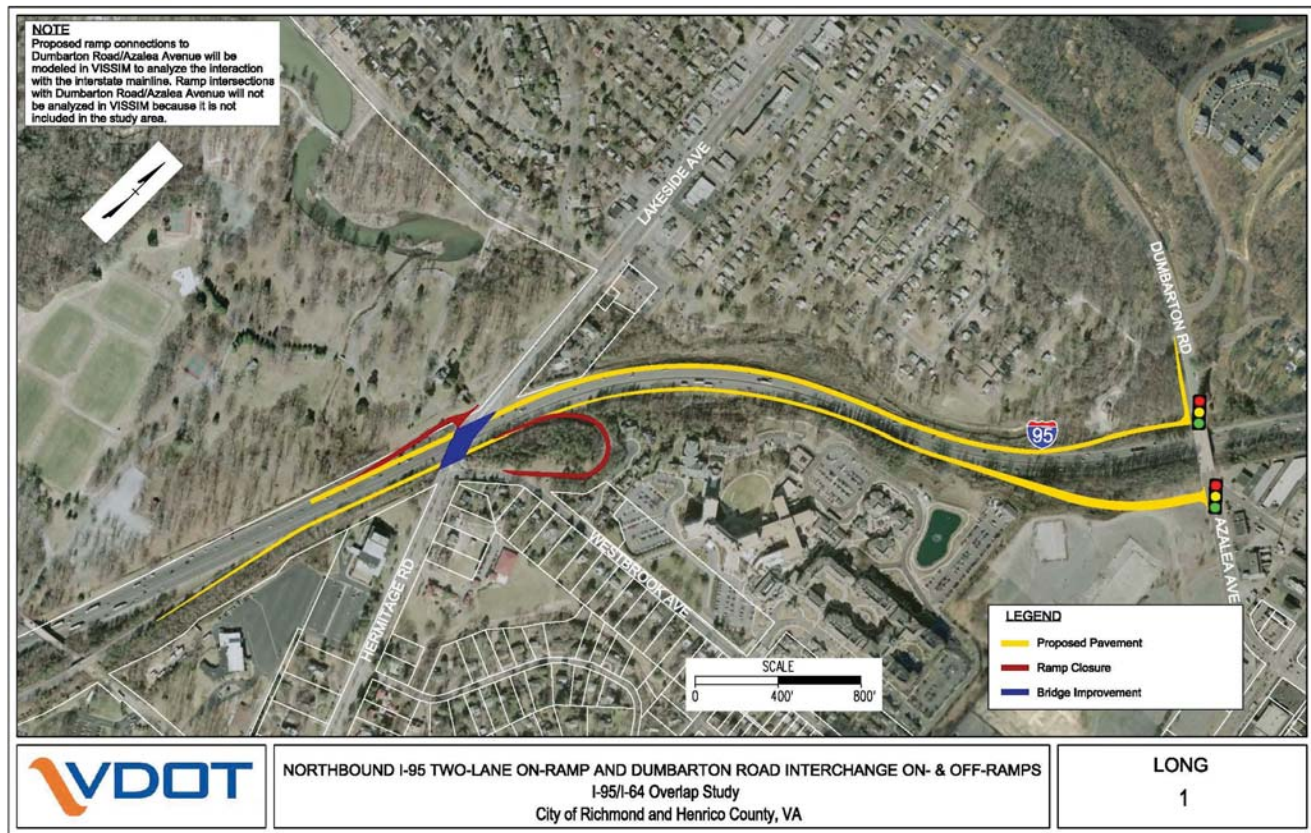 NOTE
Proposed ramp connections to
Dumbarton Road/Azalea Avenue will be
modeled in VISSIM to analyze the interaction
with the interstate mainline. Ramp intersections
with Dumbarton Road/Azalea Avenue will not
be analyzed in VISSIM because it is not
included in the study area.
LAKESIDE AVE
DUMBARTON RD
95
HERMITAGE RD
WESTBROOK AVE
AZALEA AVE
LEGEND
Proposed Pavement
Ramp Closure
Bridge Improvement
SCALE
0 400' 800'
VDOT
NORTHBOUND I-95 TWO-LANE ON-RAMP AND DUMBARTON ROAD INTERCHANGE ON- & OFF-RAMPS
I-95/I-64 Overlap Study
City of Richmond and Henrico County, VA
LONG
1